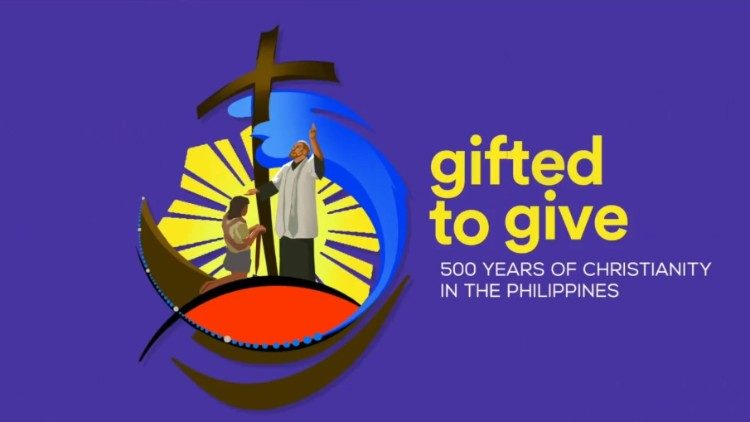 gifted
to give
500 YEARS OF CHRISTIANITY
IN THE PHILIPPINES